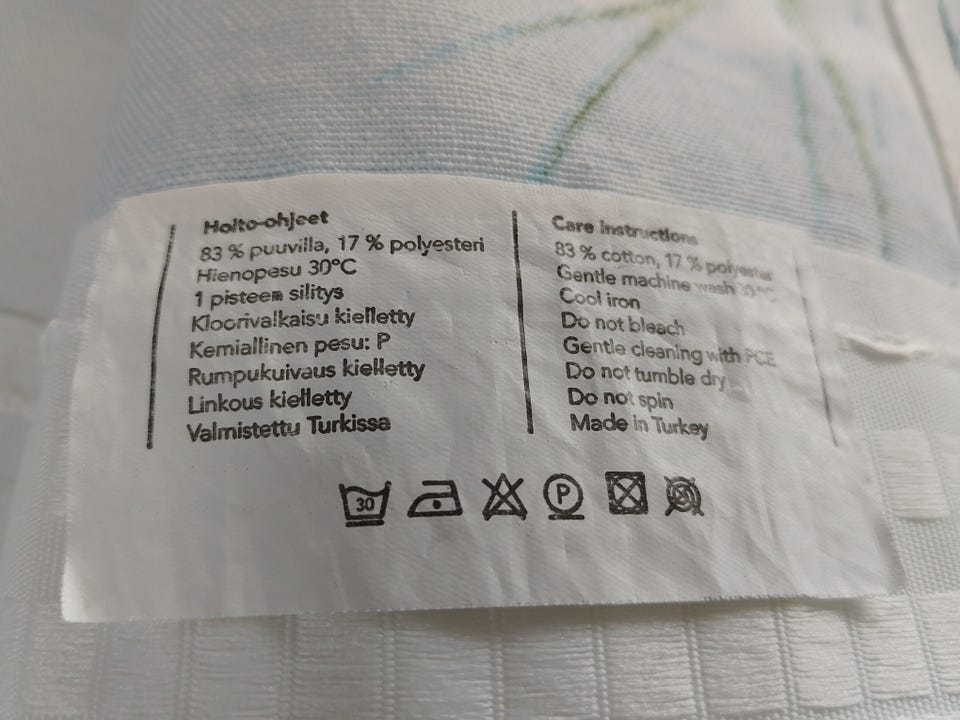 Hoito-ohjeet
83 % puuvilla, 17 % polyesteri
Hienopesu 30°C
1 pisteen silitys
Kloorivalkaisu kielletty
Kemiallinen pesu: P
Rumpukuivaus kielletty
Linkous kielletty
Valmistettu Turkissa
Care instructions
83 % cotton, 17 % polyester
Gentle machine wash 30°C
Cool iron
Do not bleach
Gentle cleaning with PCE
Do not tumble dry
Do not spin
Made in Turkey
30 P